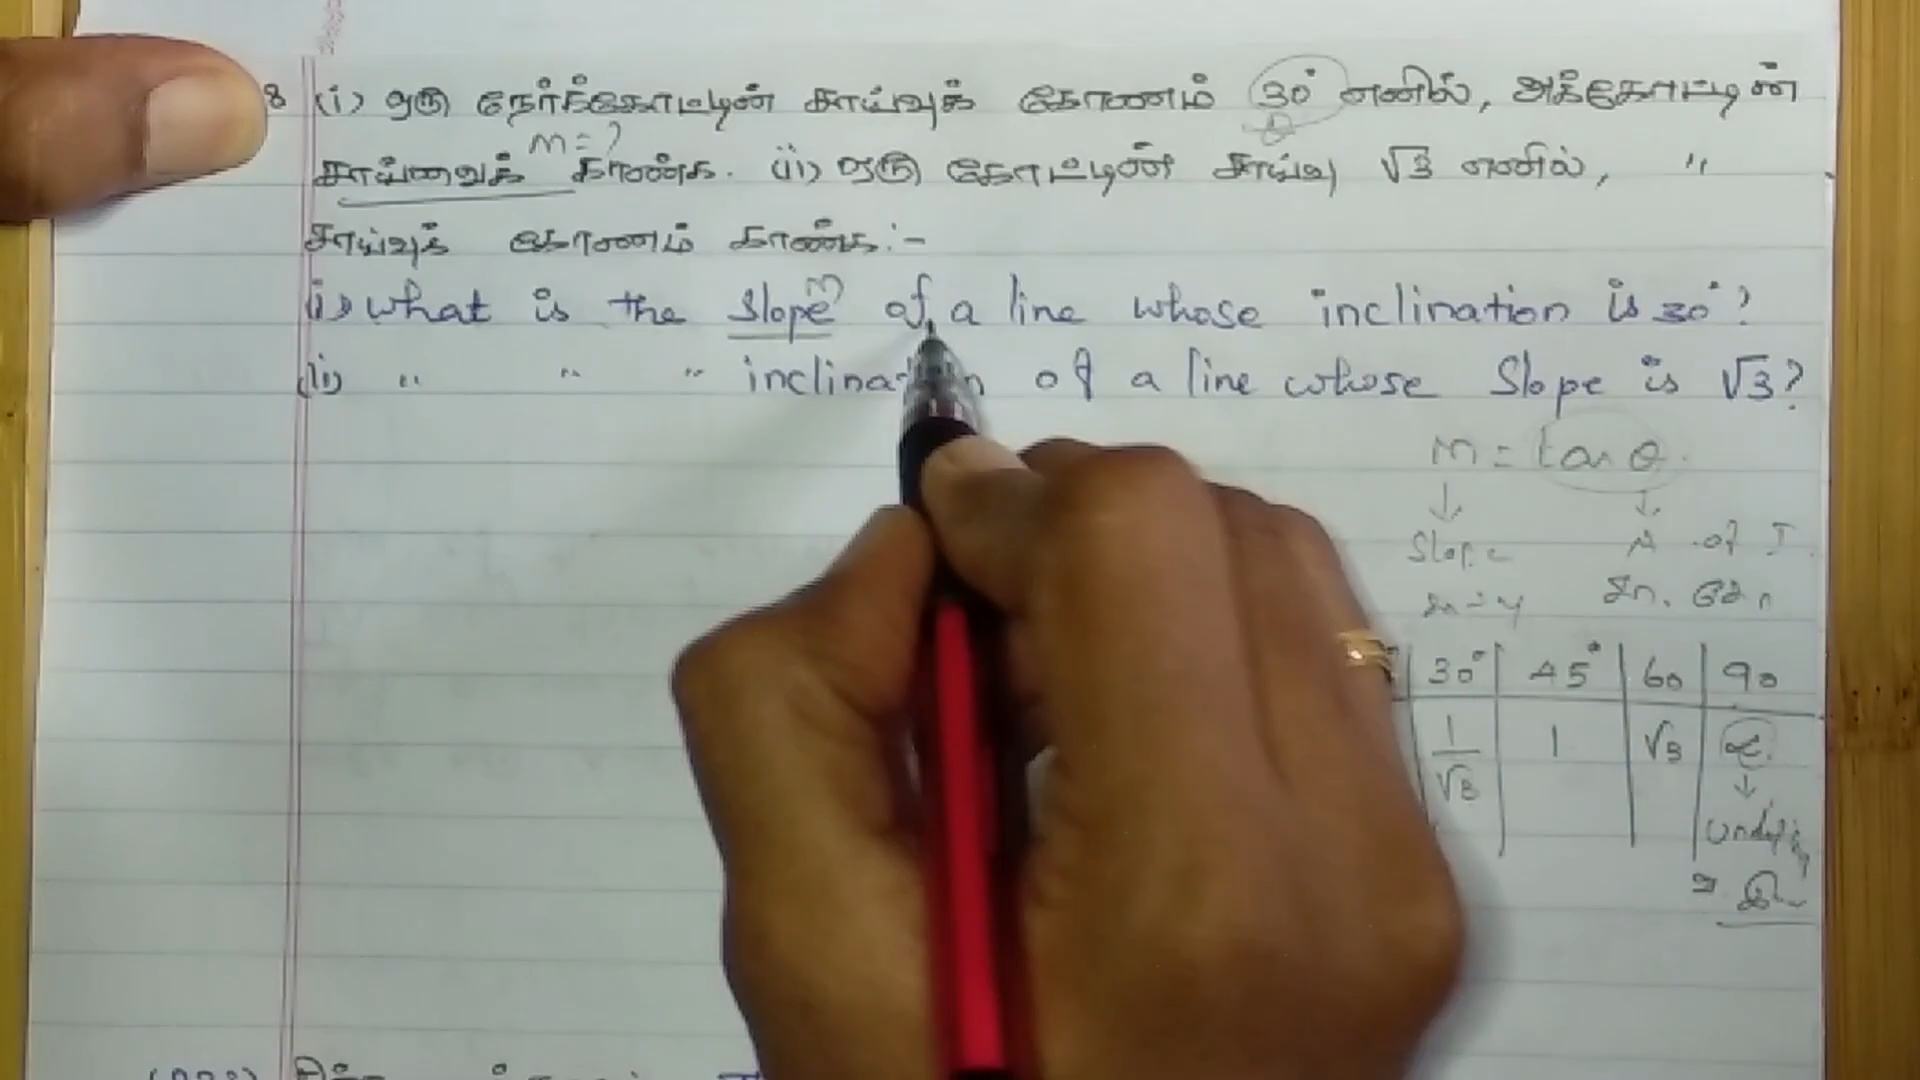 8 (i) ஒரு நேர்க்கோட்டின் சாய்வுக் கோணம் 30° எனில், அக்கோட்டின்
m = ?
சாய்வைக் காண்க. (ii) ஒரு கோட்டின் சாய்வு √3 எனில், "
சாய்வுக் கோணம் காண்க:-
(i) what is the slope m of a line whose inclination is 30°?
(ii) " " " inclination of a line whose Slope is √3?
m = tan θ.
↓ ↓
Slope A of I.
30° 45° 60 90
1/√3 1 √3
↓